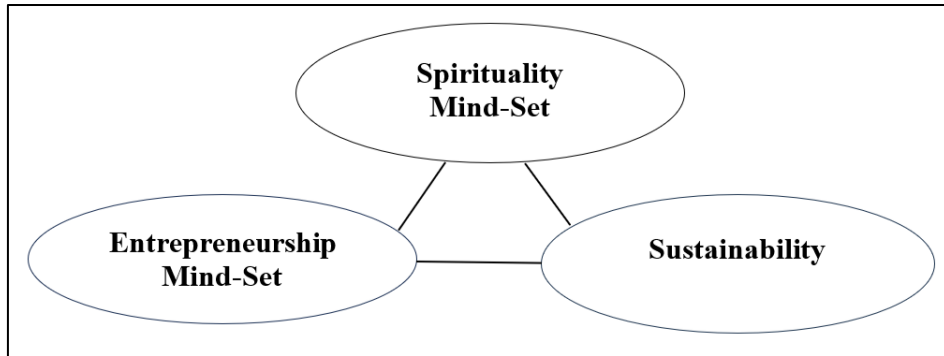 Spirituality
Mind-Set
Entrepreneurship
Mind-Set
Sustainability